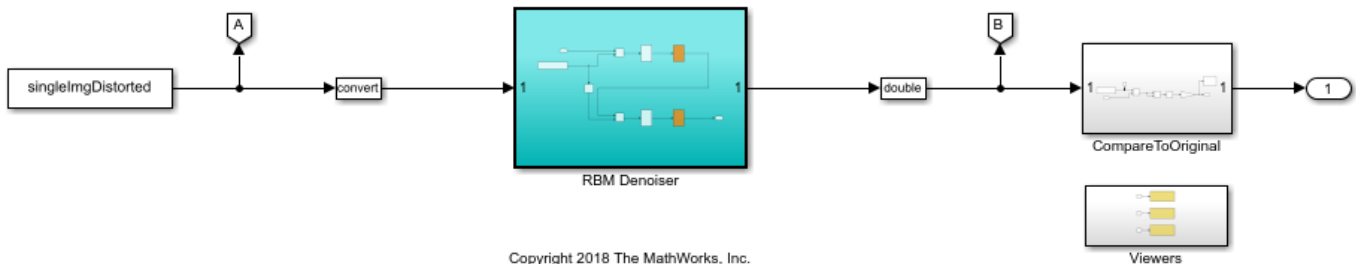 A
B
singleImgDistorted
convert
1
1
double
1
1
1
CompareToOriginal
RBM Denoiser
Viewers
Copyright 2018 The MathWorks, Inc.